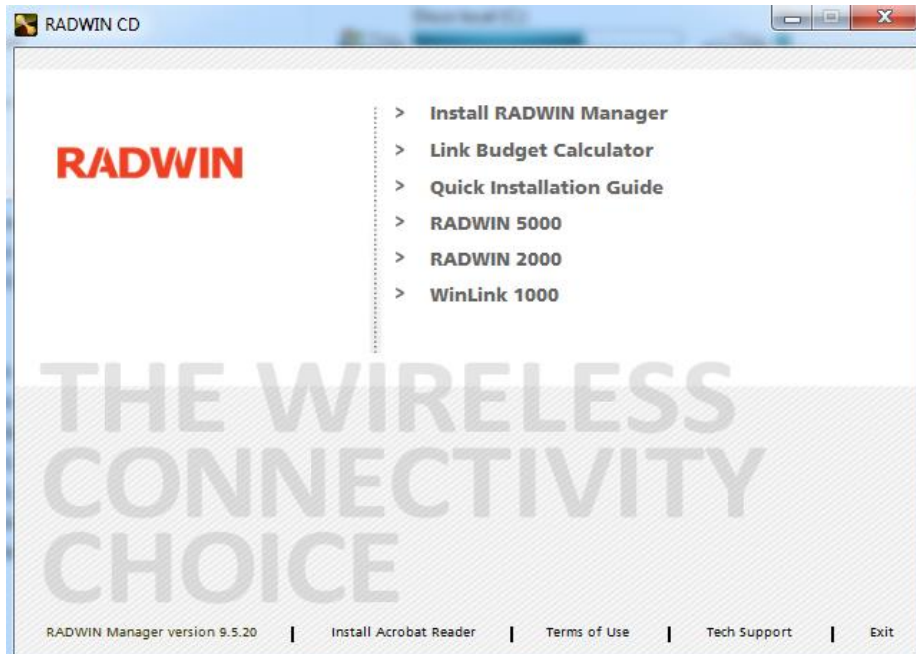 RADWIN CD
RADWIN
> Install RADWIN Manager
> Link Budget Calculator
> Quick Installation Guide
> RADWIN 5000
> RADWIN 2000
> WinLink 1000
THE WIRELESS
CONNECTIVITY
CHOICE
RADWIN Manager version 9.5.20 | Install Acrobat Reader | Terms of Use | Tech Support | Exit